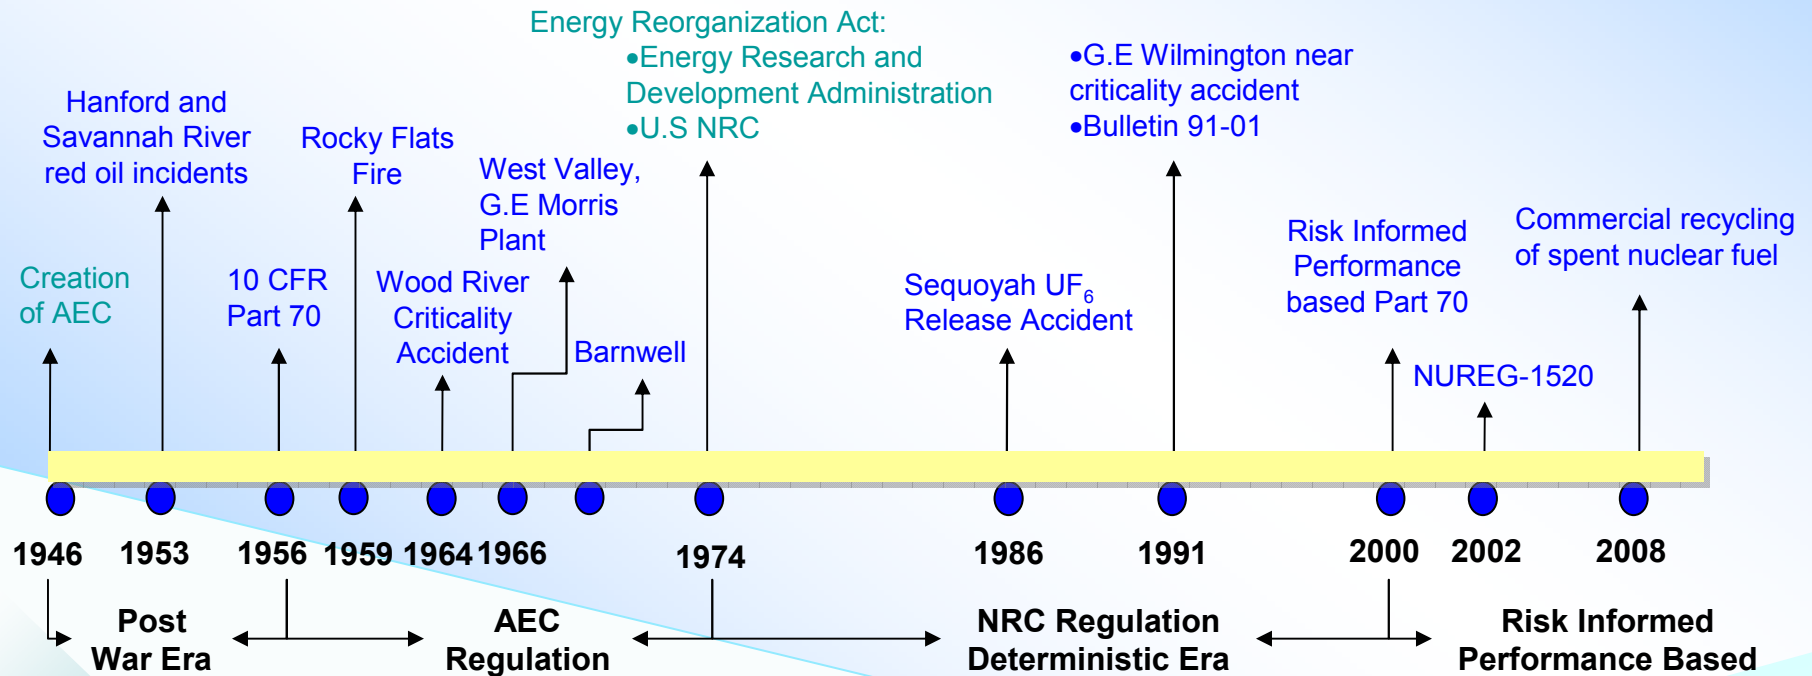 Energy Reorganization Act:
•Energy Research and
Development Administration
•U.S NRC
•G.E Wilmington near
criticality accident
•Bulletin 91-01
Hanford and
Savannah River
red oil incidents
Rocky Flats
Fire
West Valley,
G.E Morris
Plant
Creation
of AEC
10 CFR
Part 70
Wood River
Criticality
Accident
Barnwell
Sequoyah UF₆
Release Accident
Risk Informed
Performance
based Part 70
NUREG-1520
Commercial recycling
of spent nuclear fuel
1946 1953 1956 1959 1964 1966 1974 1986 1991 2000 2002 2008
Post
War Era
AEC
Regulation
NRC Regulation
Deterministic Era
Risk Informed
Performance Based